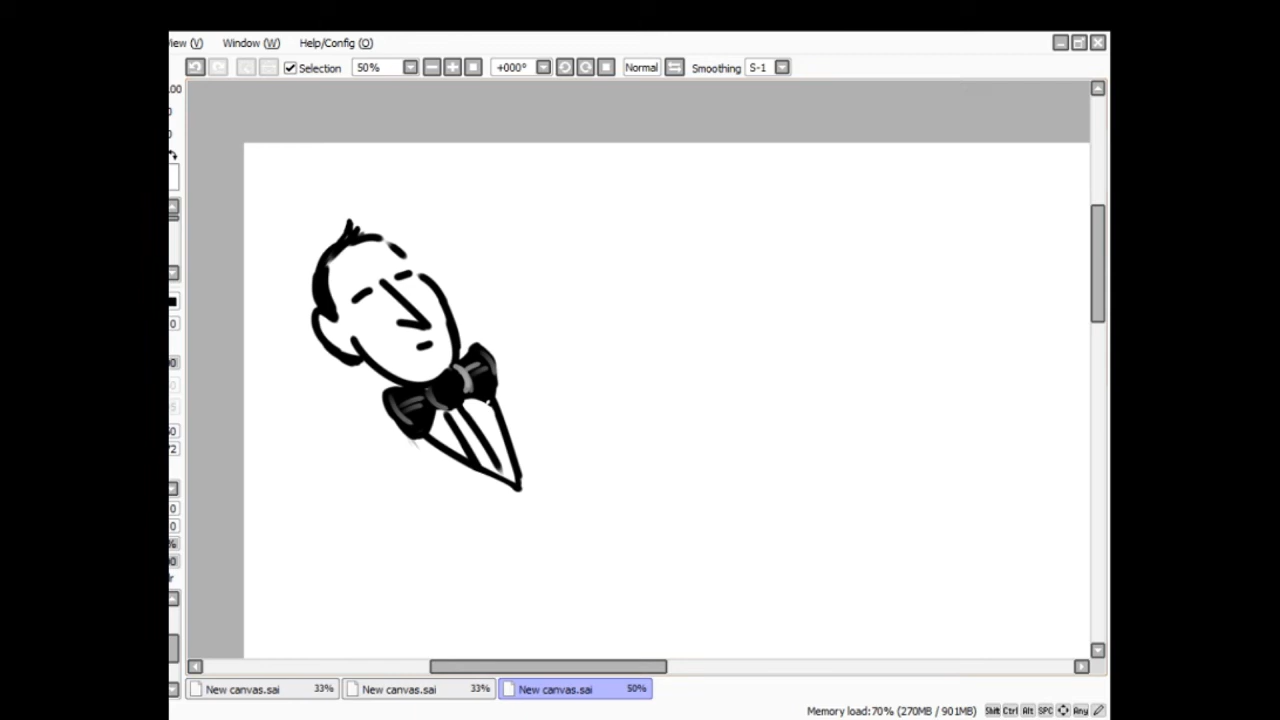 View (V) Window (W) Help/Config (O)
Selection 50% +000° Normal Smoothing S-1
New canvas.sai 33% New canvas.sai 33% New canvas.sai 50%
Memory load:70% (270MB / 901MB) Shift Ctrl Alt SPC Any